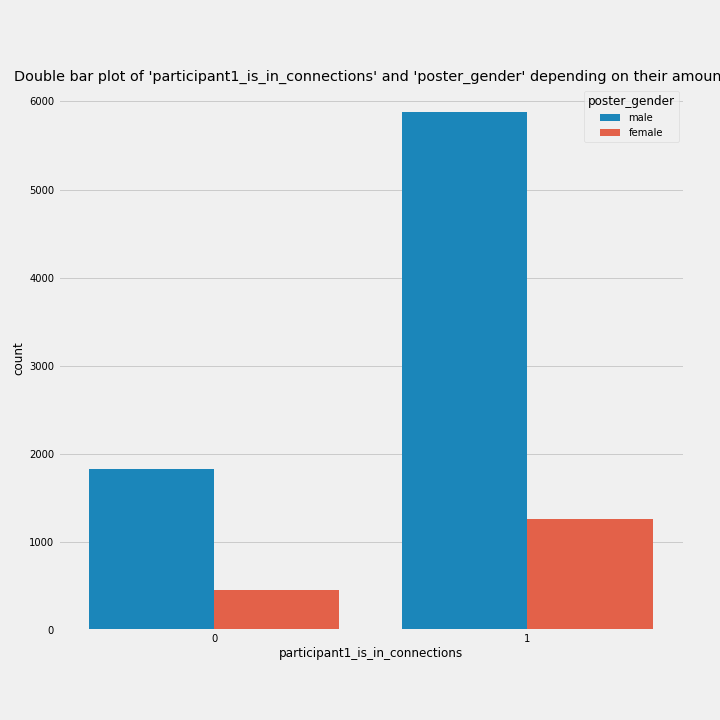 Double bar plot of 'participant1_is_in_connections' and 'poster_gender' depending on their
poster_gender
male
female
6000
5000
4000
3000
2000
1000
0
count
0 1
participant1_is_in_connections